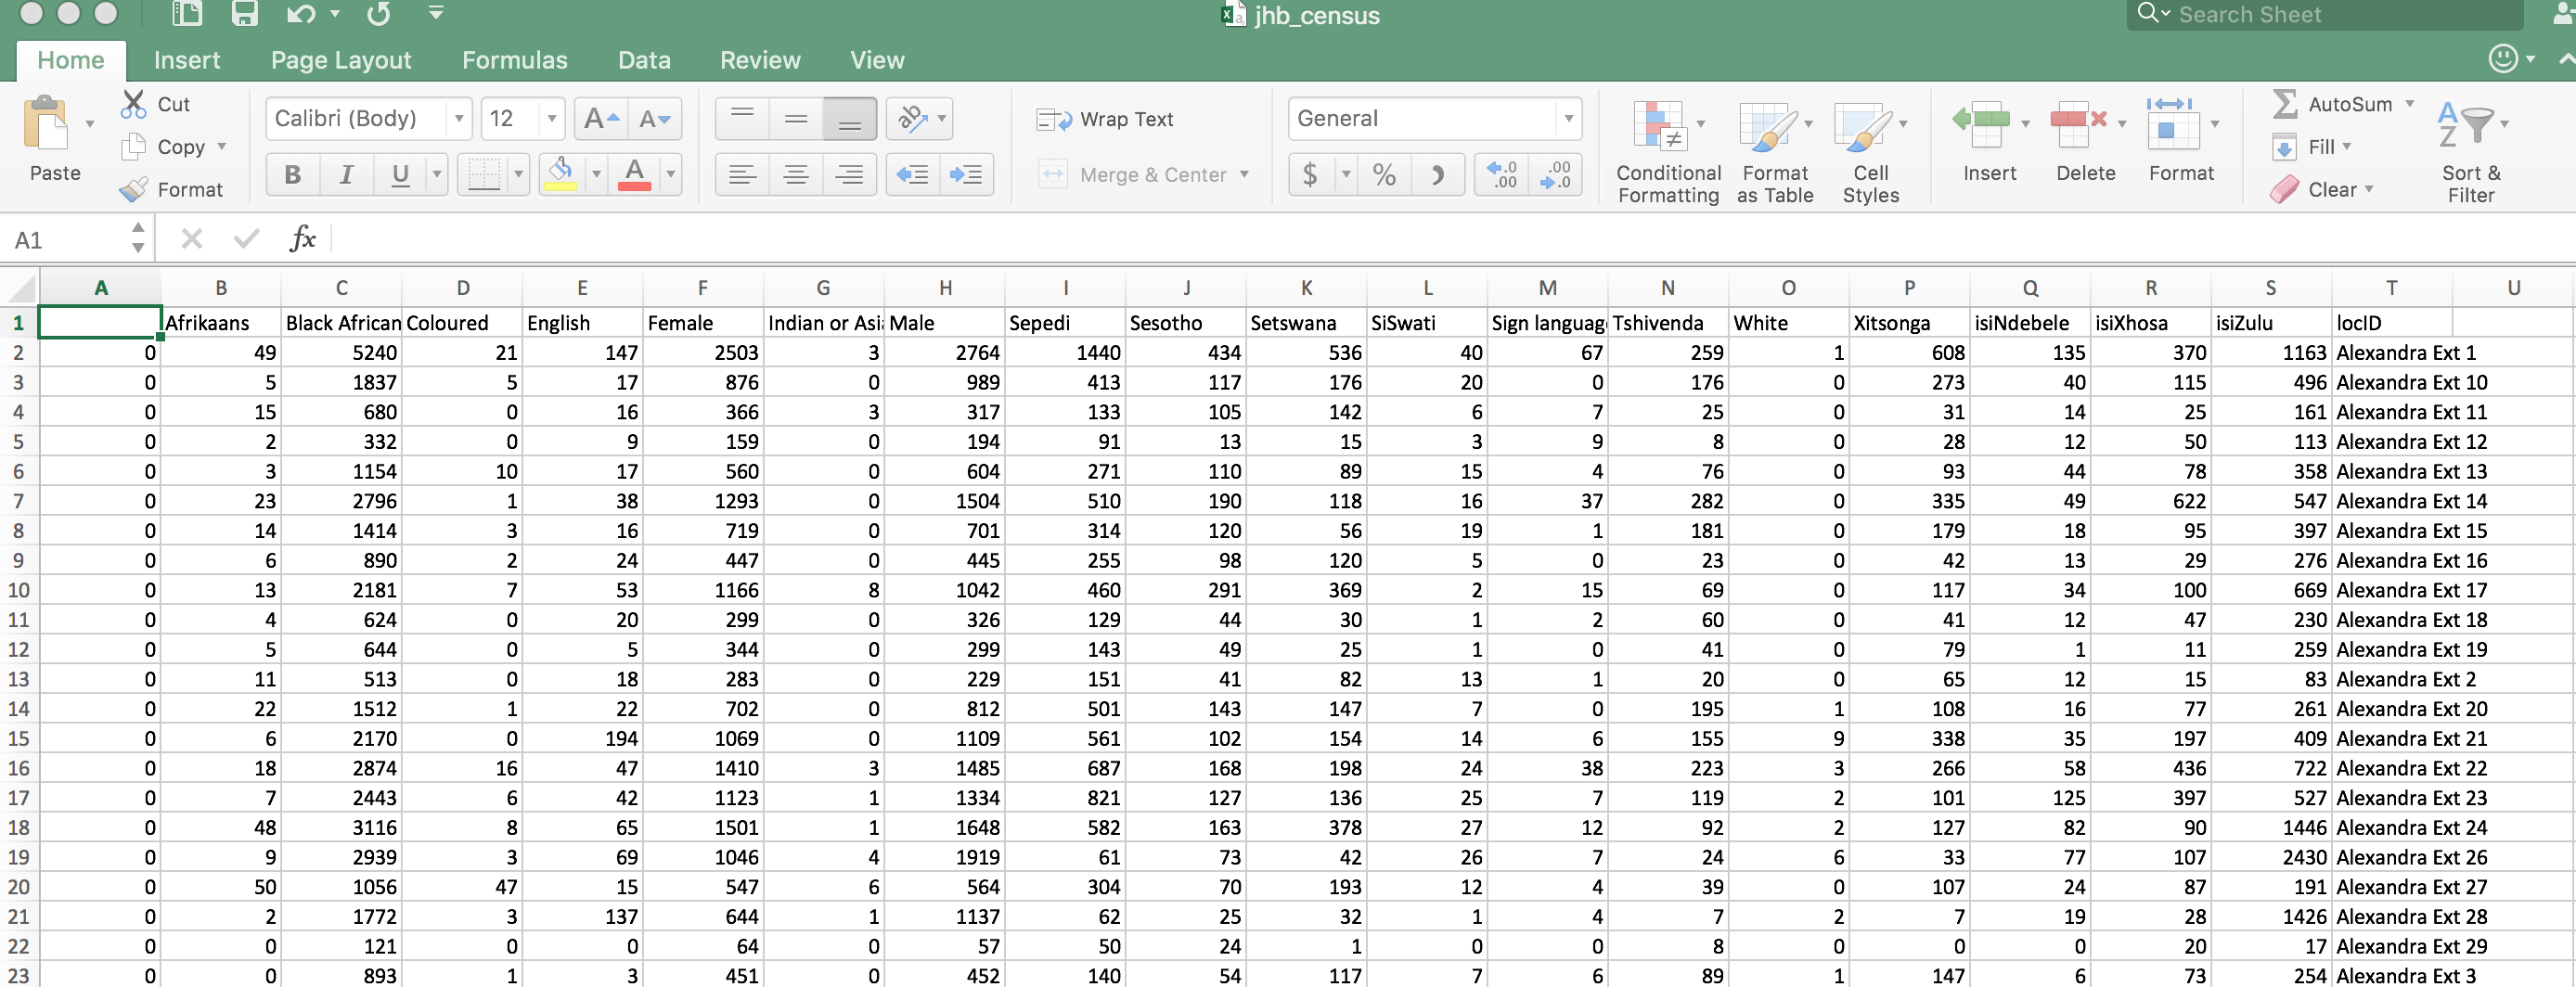 jhb_census
Search Sheet
Home Insert Page Layout Formulas Data Review View
Paste
Cut
Copy
Format
Calibri (Body) 12
B I U
Wrap Text
Merge & Center
General
$ %
Conditional Formatting
Format as Table
Cell Styles
Insert
Delete
Format
AutoSum
Fill
Clear
Sort & Filter
A1 fx
A B C D E F G H I J K L M N O P Q R S T U
1 Afrikaans Black African Coloured English Female Indian or Asi Male Sepedi Sesotho Setswana SiSwati Sign languag Tshivenda White Xitsonga isiNdebele isiXhosa isiZulu locID
2 0 49 5240 21 147 2503 3 2764 1440 434 536 40 67 259 1 608 135 370 1163 Alexandra Ext 1
3 0 5 1837 5 17 876 0 989 413 117 176 20 0 176 0 273 40 115 496 Alexandra Ext 10
4 0 15 680 0 16 366 3 317 133 105 142 6 7 25 0 31 14 25 161 Alexandra Ext 11
5 0 2 332 0 9 159 0 194 91 13 15 3 9 8 0 28 12 50 113 Alexandra Ext 12
6 0 3 1154 10 17 560 0 604 271 110 89 15 4 76 0 93 44 78 358 Alexandra Ext 13
7 0 23 2796 1 38 1293 0 1504 510 190 118 16 37 282 0 335 49 622 547 Alexandra Ext 14
8 0 14 1414 3 16 719 0 701 314 120 56 19 1 181 0 179 18 95 397 Alexandra Ext 15
9 0 6 890 2 24 447 0 445 255 98 120 5 0 23 0 42 13 29 276 Alexandra Ext 16
10 0 13 2181 7 53 1166 8 1042 460 291 369 2 15 69 0 117 34 100 669 Alexandra Ext 17
11 0 4 624 0 20 299 0 326 129 44 30 1 2 60 0 41 12 47 230 Alexandra Ext 18
12 0 5 644 0 5 344 0 299 143 49 25 1 0 41 0 79 1 11 259 Alexandra Ext 19
13 0 11 513 0 18 283 0 229 151 41 82 13 1 20 0 65 12 15 83 Alexandra Ext 2
14 0 22 1512 1 22 702 0 812 501 143 147 7 0 195 1 108 16 77 261 Alexandra Ext 20
15 0 6 2170 0 194 1069 0 1109 561 102 154 14 6 155 9 338 35 197 409 Alexandra Ext 21
16 0 18 2874 16 47 1410 3 1485 687 168 198 24 38 223 3 266 58 436 722 Alexandra Ext 22
17 0 7 2443 6 42 1123 1 1334 821 127 136 25 7 119 2 101 125 397 527 Alexandra Ext 23
18 0 48 3116 8 65 1501 1 1648 582 163 378 27 12 92 2 127 82 90 1446 Alexandra Ext 24
19 0 9 2939 3 69 1046 4 1919 61 73 42 26 7 24 6 33 77 107 2430 Alexandra Ext 26
20 0 50 1056 47 15 547 6 564 304 70 193 12 4 39 0 107 24 87 191 Alexandra Ext 27
21 0 2 1772 3 137 644 1 1137 62 25 32 1 4 7 2 7 19 28 1426 Alexandra Ext 28
22 0 0 121 0 0 64 0 57 50 24 1 0 0 8 0 0 0 20 17 Alexandra Ext 29
23 0 0 893 1 3 451 0 452 140 54 117 7 6 89 1 147 6 73 254 Alexandra Ext 3